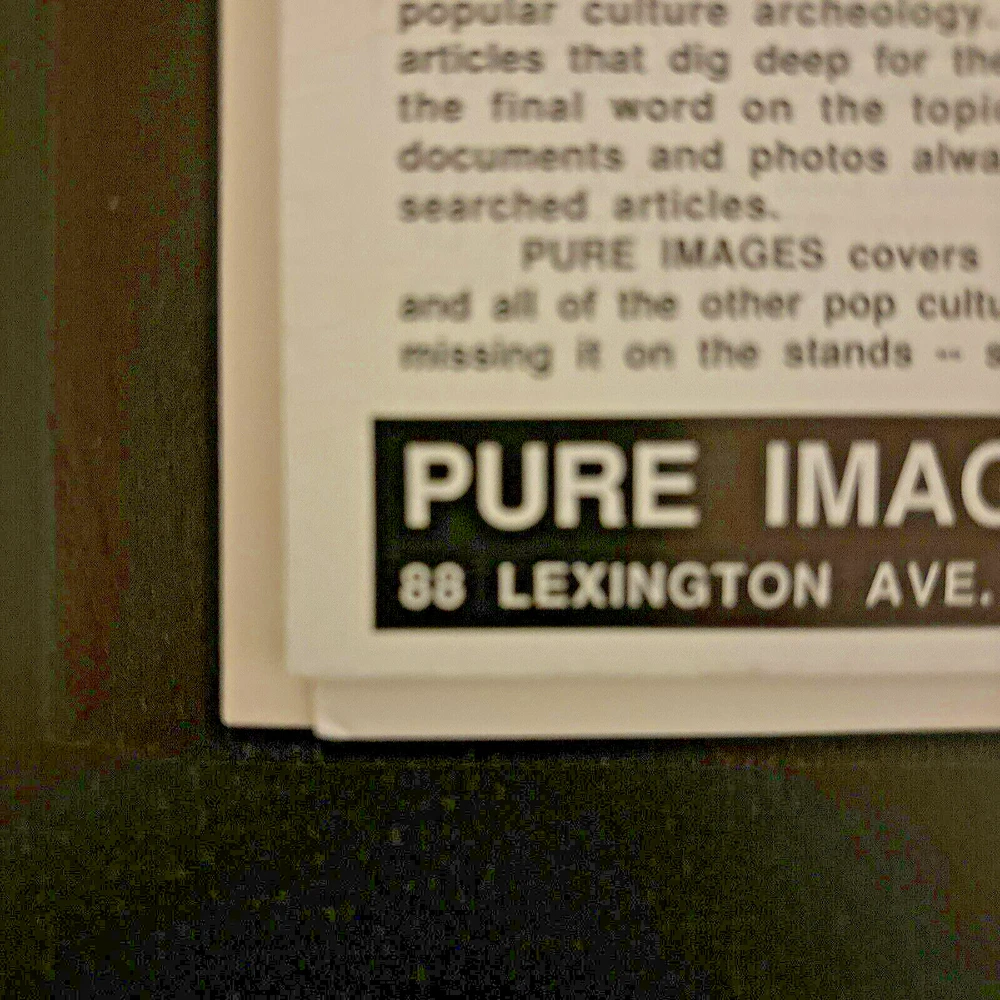 popular culture archeology.
articles that dig deep for the
the final word on the topic
documents and photos alwa
searched articles.
PURE IMAGES covers
and all of the other pop cultu
missing it on the stands -- s
PURE IMAG
88 LEXINGTON AVE.